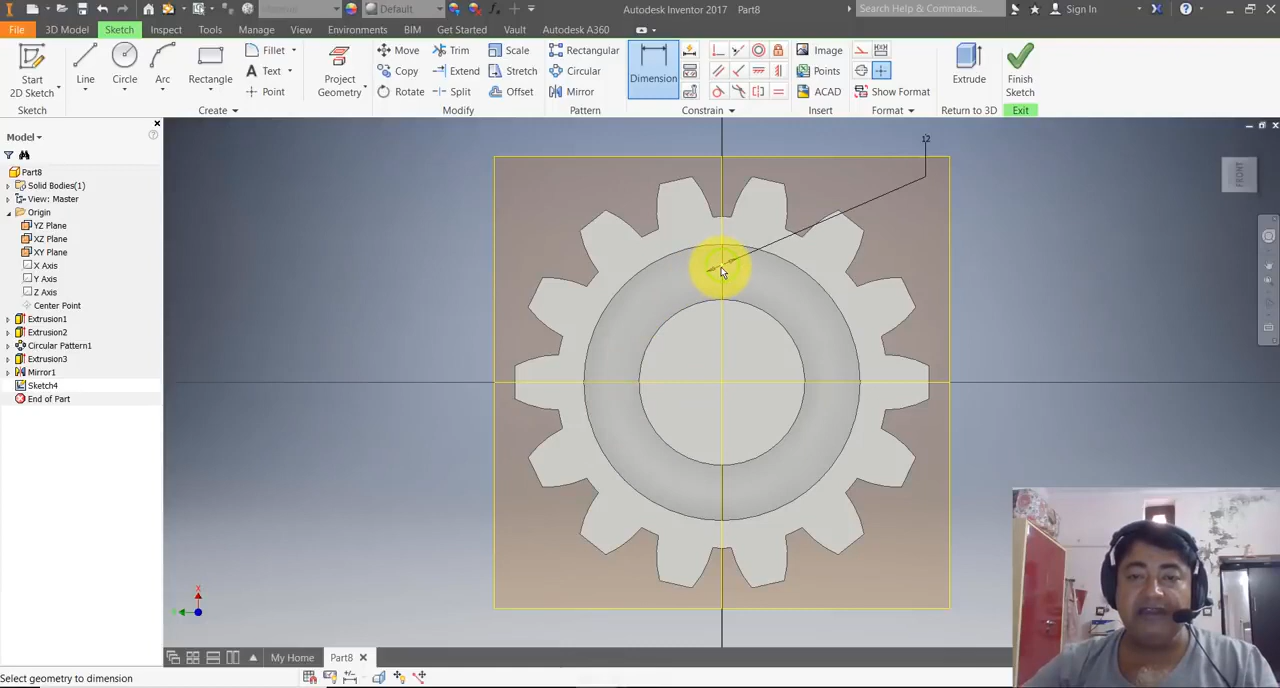 Material
Default
Autodesk Inventor 2017 Part8
Search Help & Commands...
Sign In
File
3D Model
Sketch
Inspect
Tools
Manage
View
Environments
BIM
Get Started
Vault
Autodesk A360
Start
2D Sketch
Line
Circle
Arc
Rectangle
Fillet
Text
Point
Project
Geometry
Move
Copy
Rotate
Trim
Extend
Split
Scale
Stretch
Offset
Rectangular
Circular
Mirror
Dimension
Image
Points
ACAD
Show Format
Extrude
Finish
Sketch
Sketch
Create
Modify
Pattern
Constrain
Insert
Format
Return to 3D
Exit
Model
Part8
Solid Bodies(1)
View: Master
Origin
YZ Plane
XZ Plane
XY Plane
X Axis
Y Axis
Z Axis
Center Point
Extrusion1
Extrusion2
Circular Pattern1
Extrusion3
Mirror1
Sketch4
End of Part
12
FRONT
My Home
Part8
Select geometry to dimension